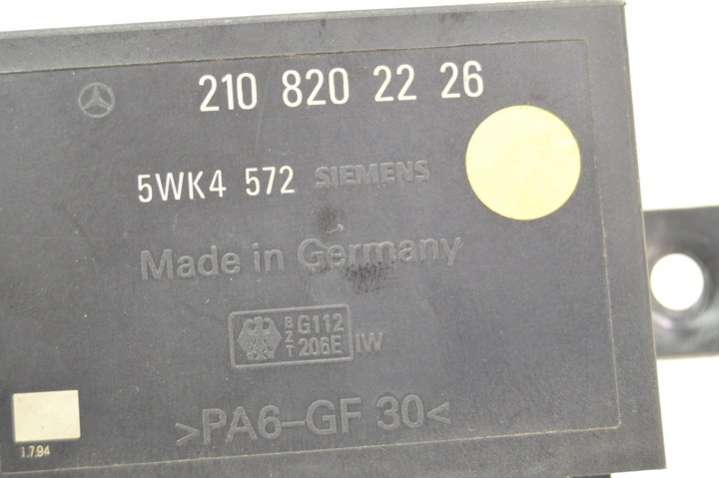 210 820 22 26
5WK4 572 SIEMENS
Made in Germany
BZT G112
206E IW
>PA6-GF 30<
1.7.94